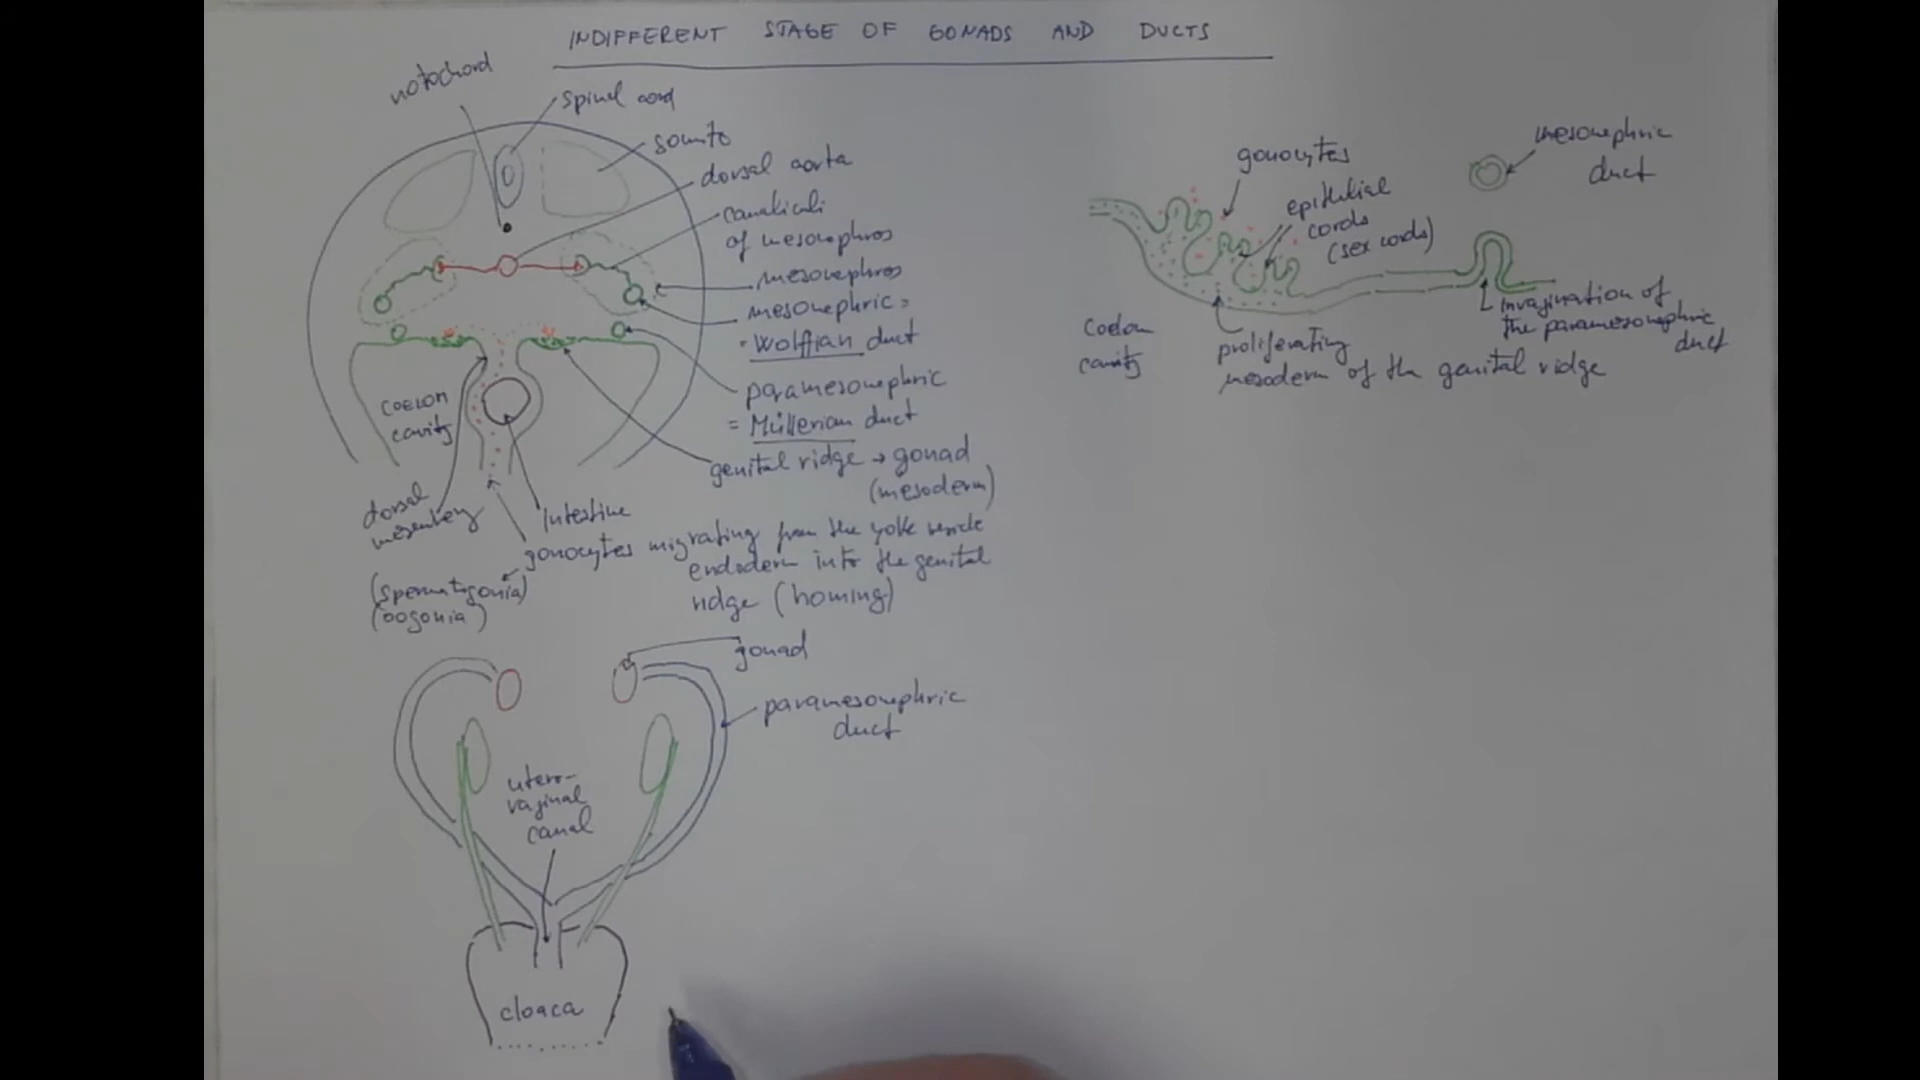 INDIFFERENT STAGE OF GONADS AND DUCTS
notochord
spinal cord
somite
dorsal aorta
canaliculi
of mesonephros
mesonephros
mesonephric =
= Wolffian duct
paramesonephric
= Müllerian duct
genital ridge → gonad
(mesoderm)
coelom
cavity
dorsal
mesentery
Intestine
gonocytes migrating from the yolk vesicle
endoderm into the genital
ridge (homing)
(spermatogonia)
(oogonia)
gonad
paramesonephric
duct
utero-
vaginal
canal
cloaca
gonocytes
epithelial
cords
(sex cords)
mesonephric
duct
Invagination of
the paramesonephric
duct
coelom
cavity
proliferating
mesoderm of the genital ridge